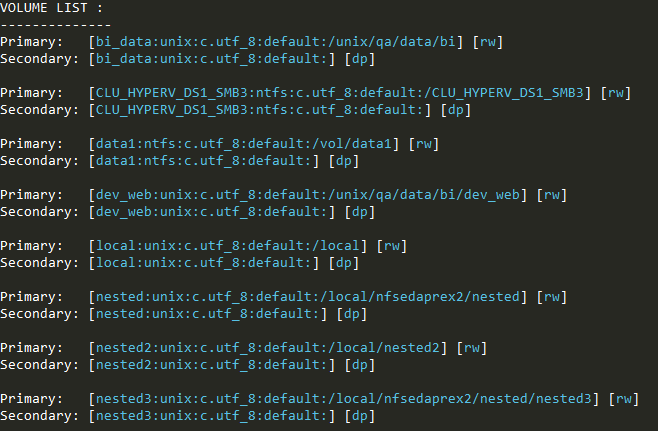 VOLUME LIST :
--------------
Primary:   [bi_data:unix:c.utf_8:default:/unix/qa/data/bi] [rw]
Secondary: [bi_data:unix:c.utf_8:default:] [dp]
Primary:   [CLU_HYPERV_DS1_SMB3:ntfs:c.utf_8:default:/CLU_HYPERV_DS1_SMB3] [rw]
Secondary: [CLU_HYPERV_DS1_SMB3:ntfs:c.utf_8:default:] [dp]
Primary:   [data1:ntfs:c.utf_8:default:/vol/data1] [rw]
Secondary: [data1:ntfs:c.utf_8:default:] [dp]
Primary:   [dev_web:unix:c.utf_8:default:/unix/qa/data/bi/dev_web] [rw]
Secondary: [dev_web:unix:c.utf_8:default:] [dp]
Primary:   [local:unix:c.utf_8:default:/local] [rw]
Secondary: [local:unix:c.utf_8:default:] [dp]
Primary:   [nested:unix:c.utf_8:default:/local/nfsedaprex2/nested] [rw]
Secondary: [nested:unix:c.utf_8:default:] [dp]
Primary:   [nested2:unix:c.utf_8:default:/local/nested2] [rw]
Secondary: [nested2:unix:c.utf_8:default:] [dp]
Primary:   [nested3:unix:c.utf_8:default:/local/nfsedaprex2/nested/nested3] [rw]
Secondary: [nested3:unix:c.utf_8:default:] [dp]